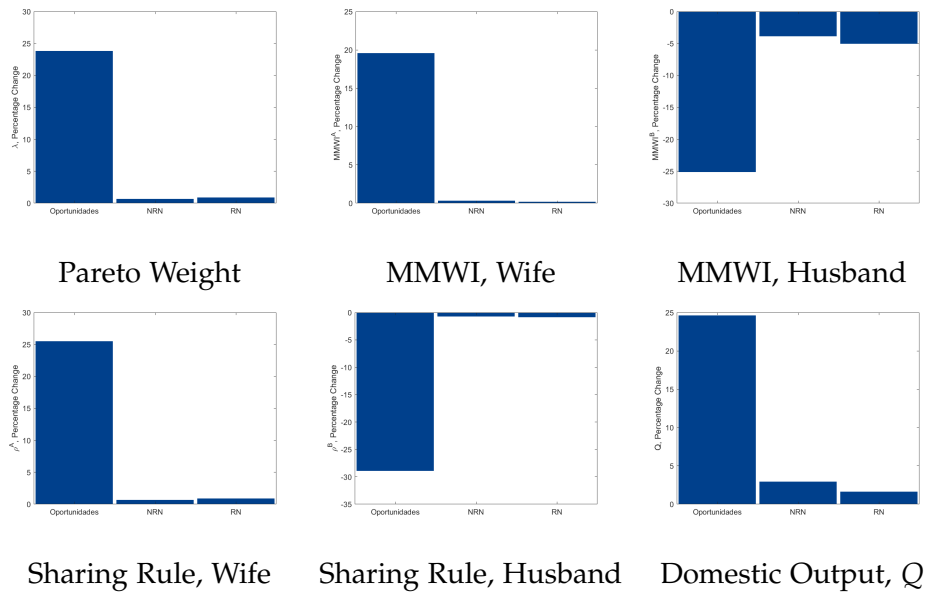 30
25
20
15
10
5
0
λ, Percentage Change
Oportunidades NRN RN
Pareto Weight
25
20
15
10
5
0
MMWI^A, Percentage Change
Oportunidades NRN RN
MMWI, Wife
0
-5
-10
-15
-20
-25
-30
MMWI^B, Percentage Change
Oportunidades NRN RN
MMWI, Husband
30
25
20
15
10
5
0
ρ^A, Percentage Change
Oportunidades NRN RN
Sharing Rule, Wife
0
-5
-10
-15
-20
-25
-30
-35
ρ^B, Percentage Change
Oportunidades NRN RN
Sharing Rule, Husband
25
20
15
10
5
0
Q, Percentage Change
Oportunidades NRN RN
Domestic Output, Q